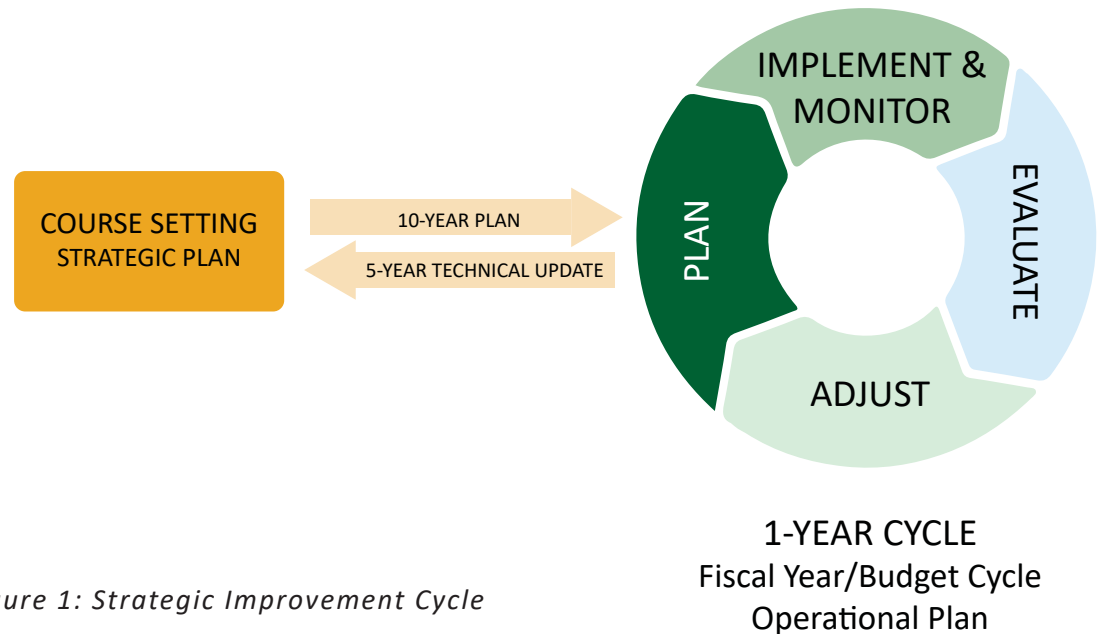 IMPLEMENT &
MONITOR
EVALUATE
ADJUST
PLAN
COURSE SETTING
STRATEGIC PLAN
10-YEAR PLAN
5-YEAR TECHNICAL UPDATE
1-YEAR CYCLE
Fiscal Year/Budget Cycle
Operational Plan
ure 1: Strategic Improvement Cycle